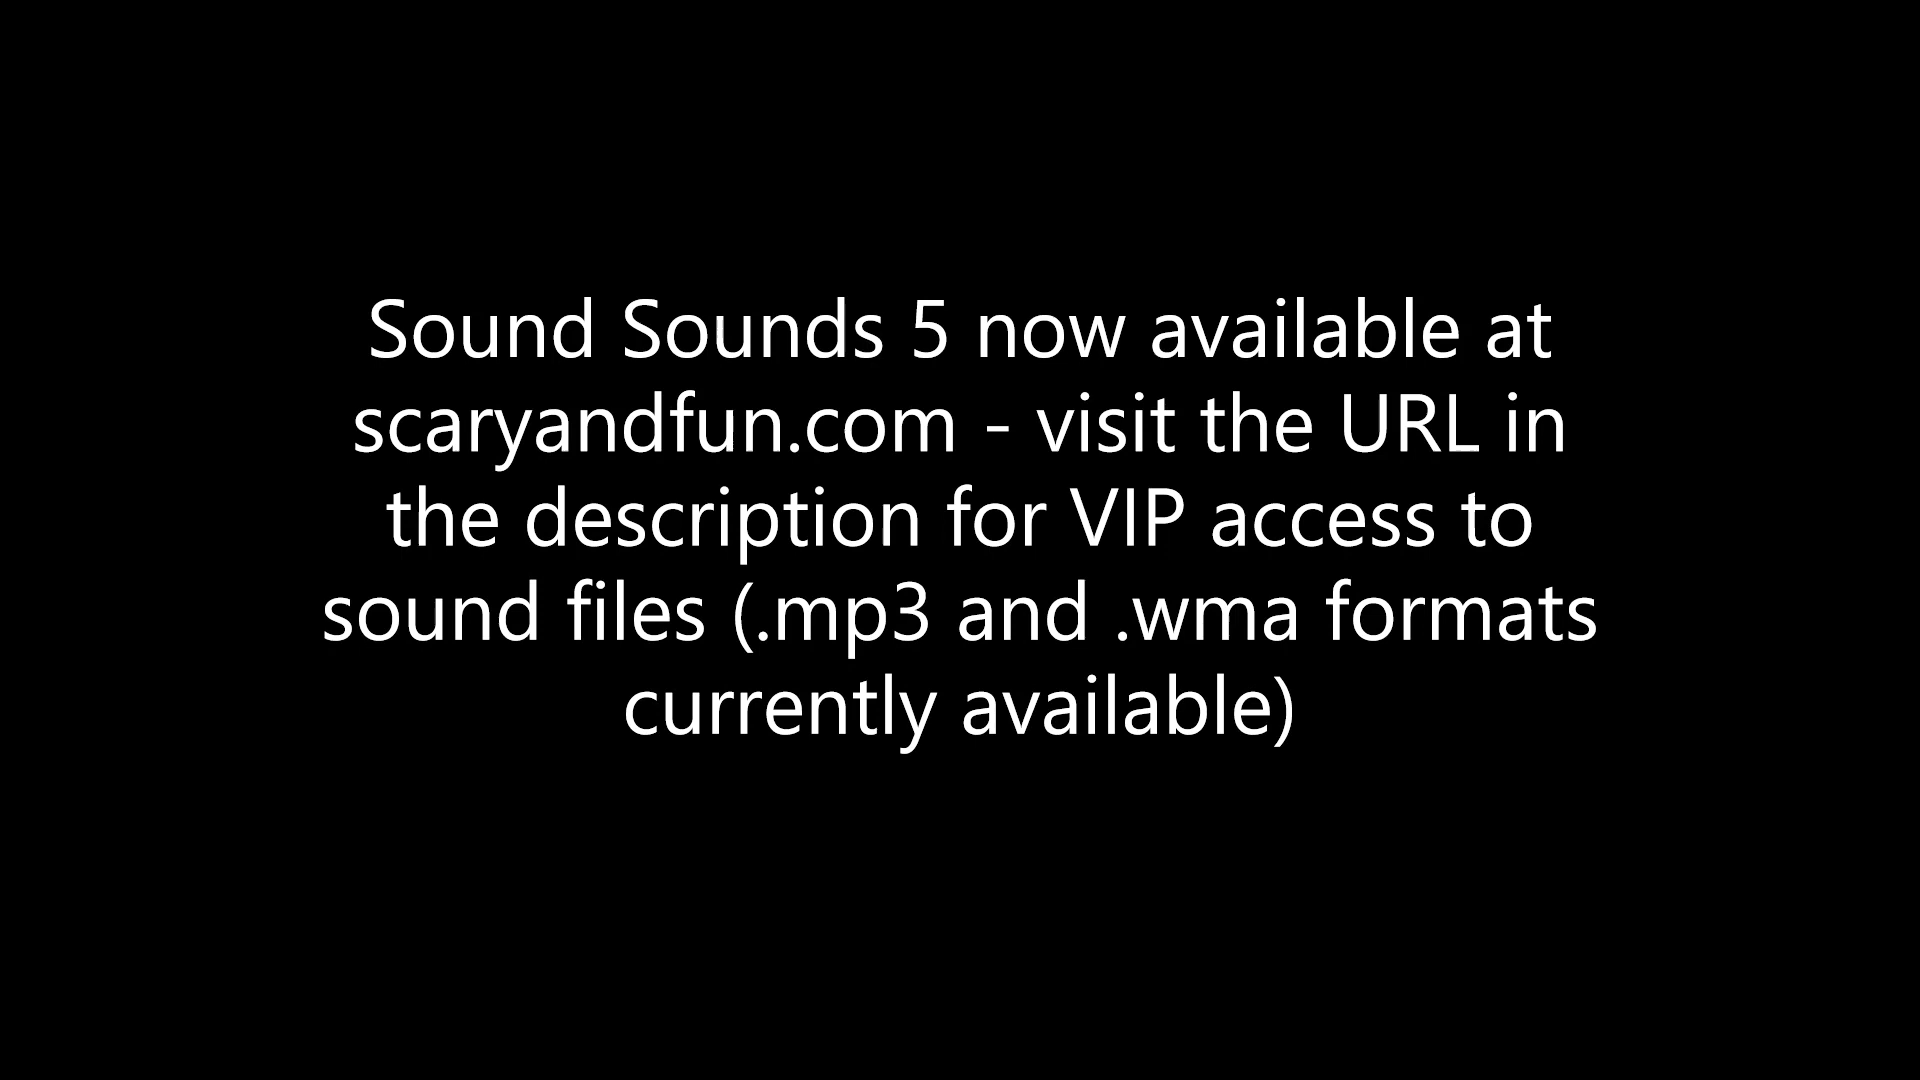 Sound Sounds 5 now available at
scaryandfun.com - visit the URL in
the description for VIP access to
sound files (.mp3 and .wma formats
currently available)